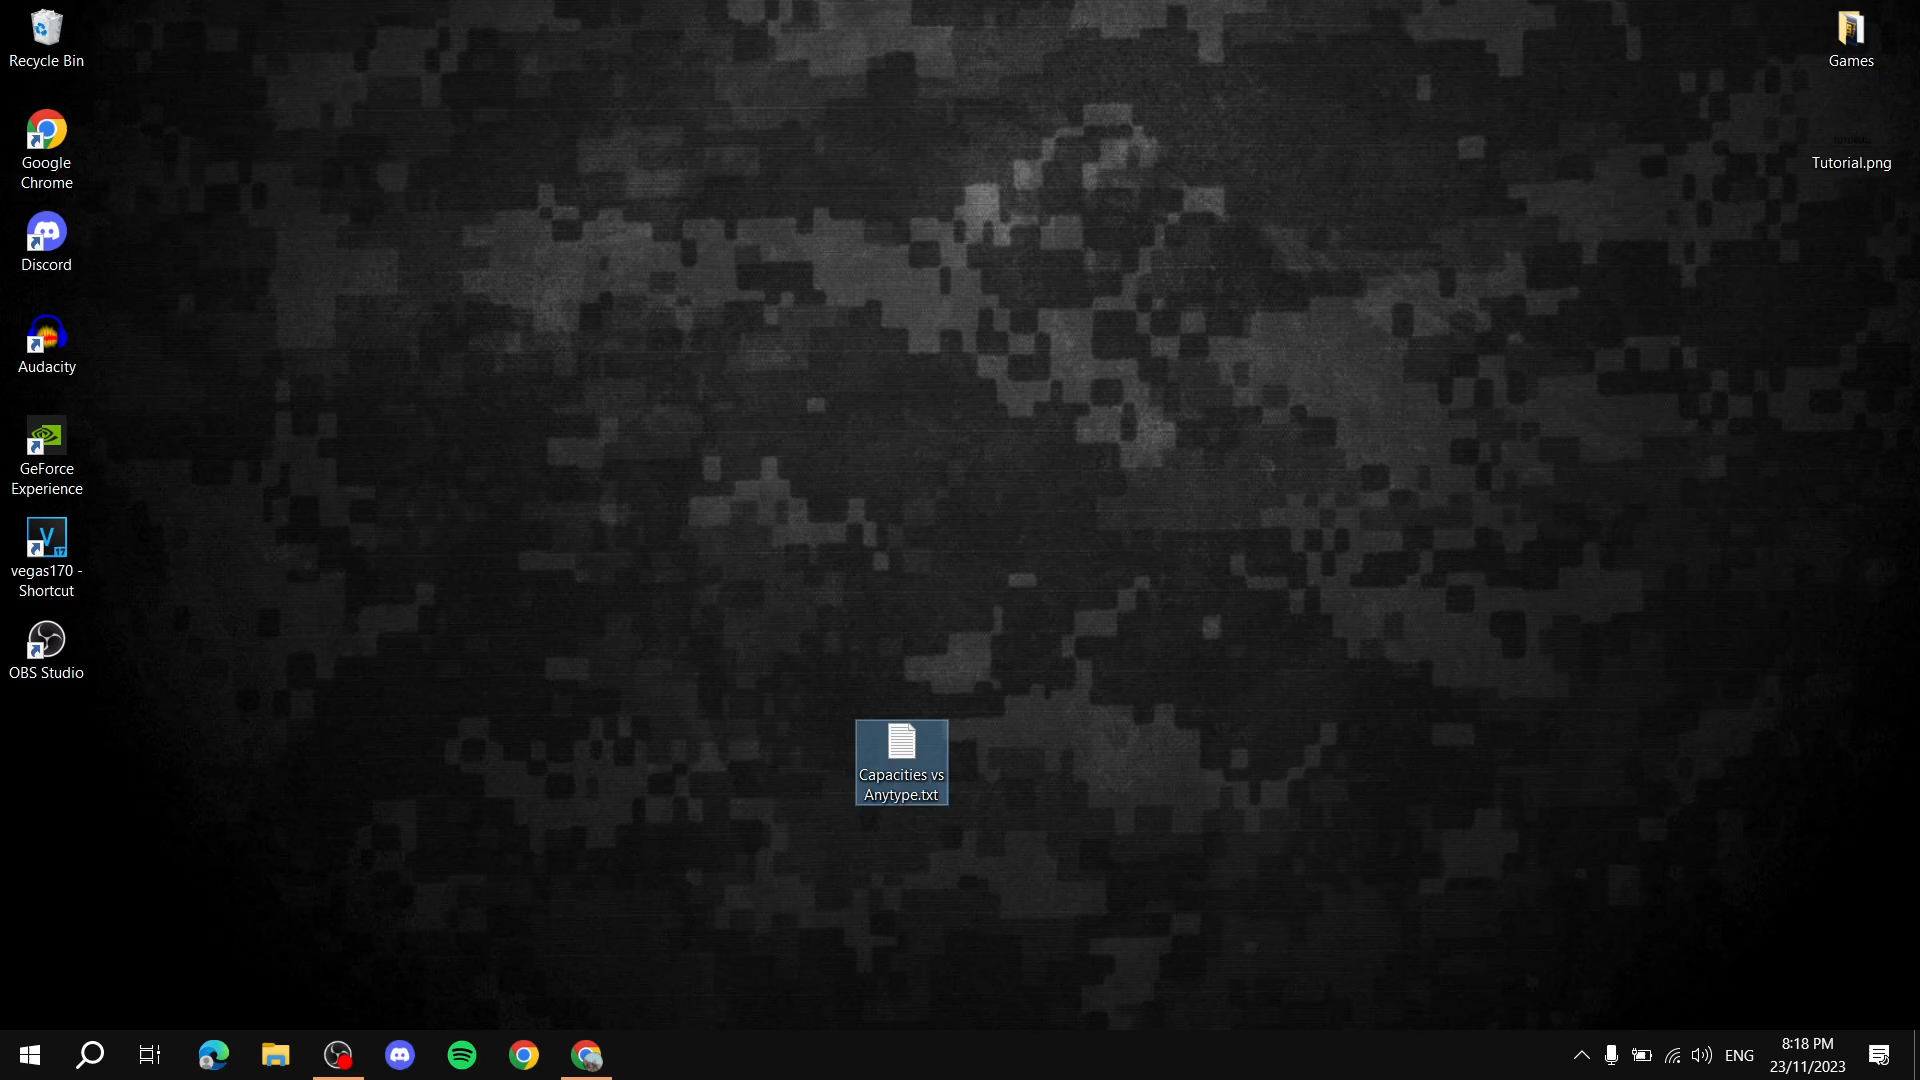 Recycle Bin
Google
Chrome
Discord
Audacity
GeForce
Experience
vegas170 -
Shortcut
OBS Studio
Games
Tutorial.png
Capacities vs
Anytype.txt
ENG
8:18 PM
23/11/2023